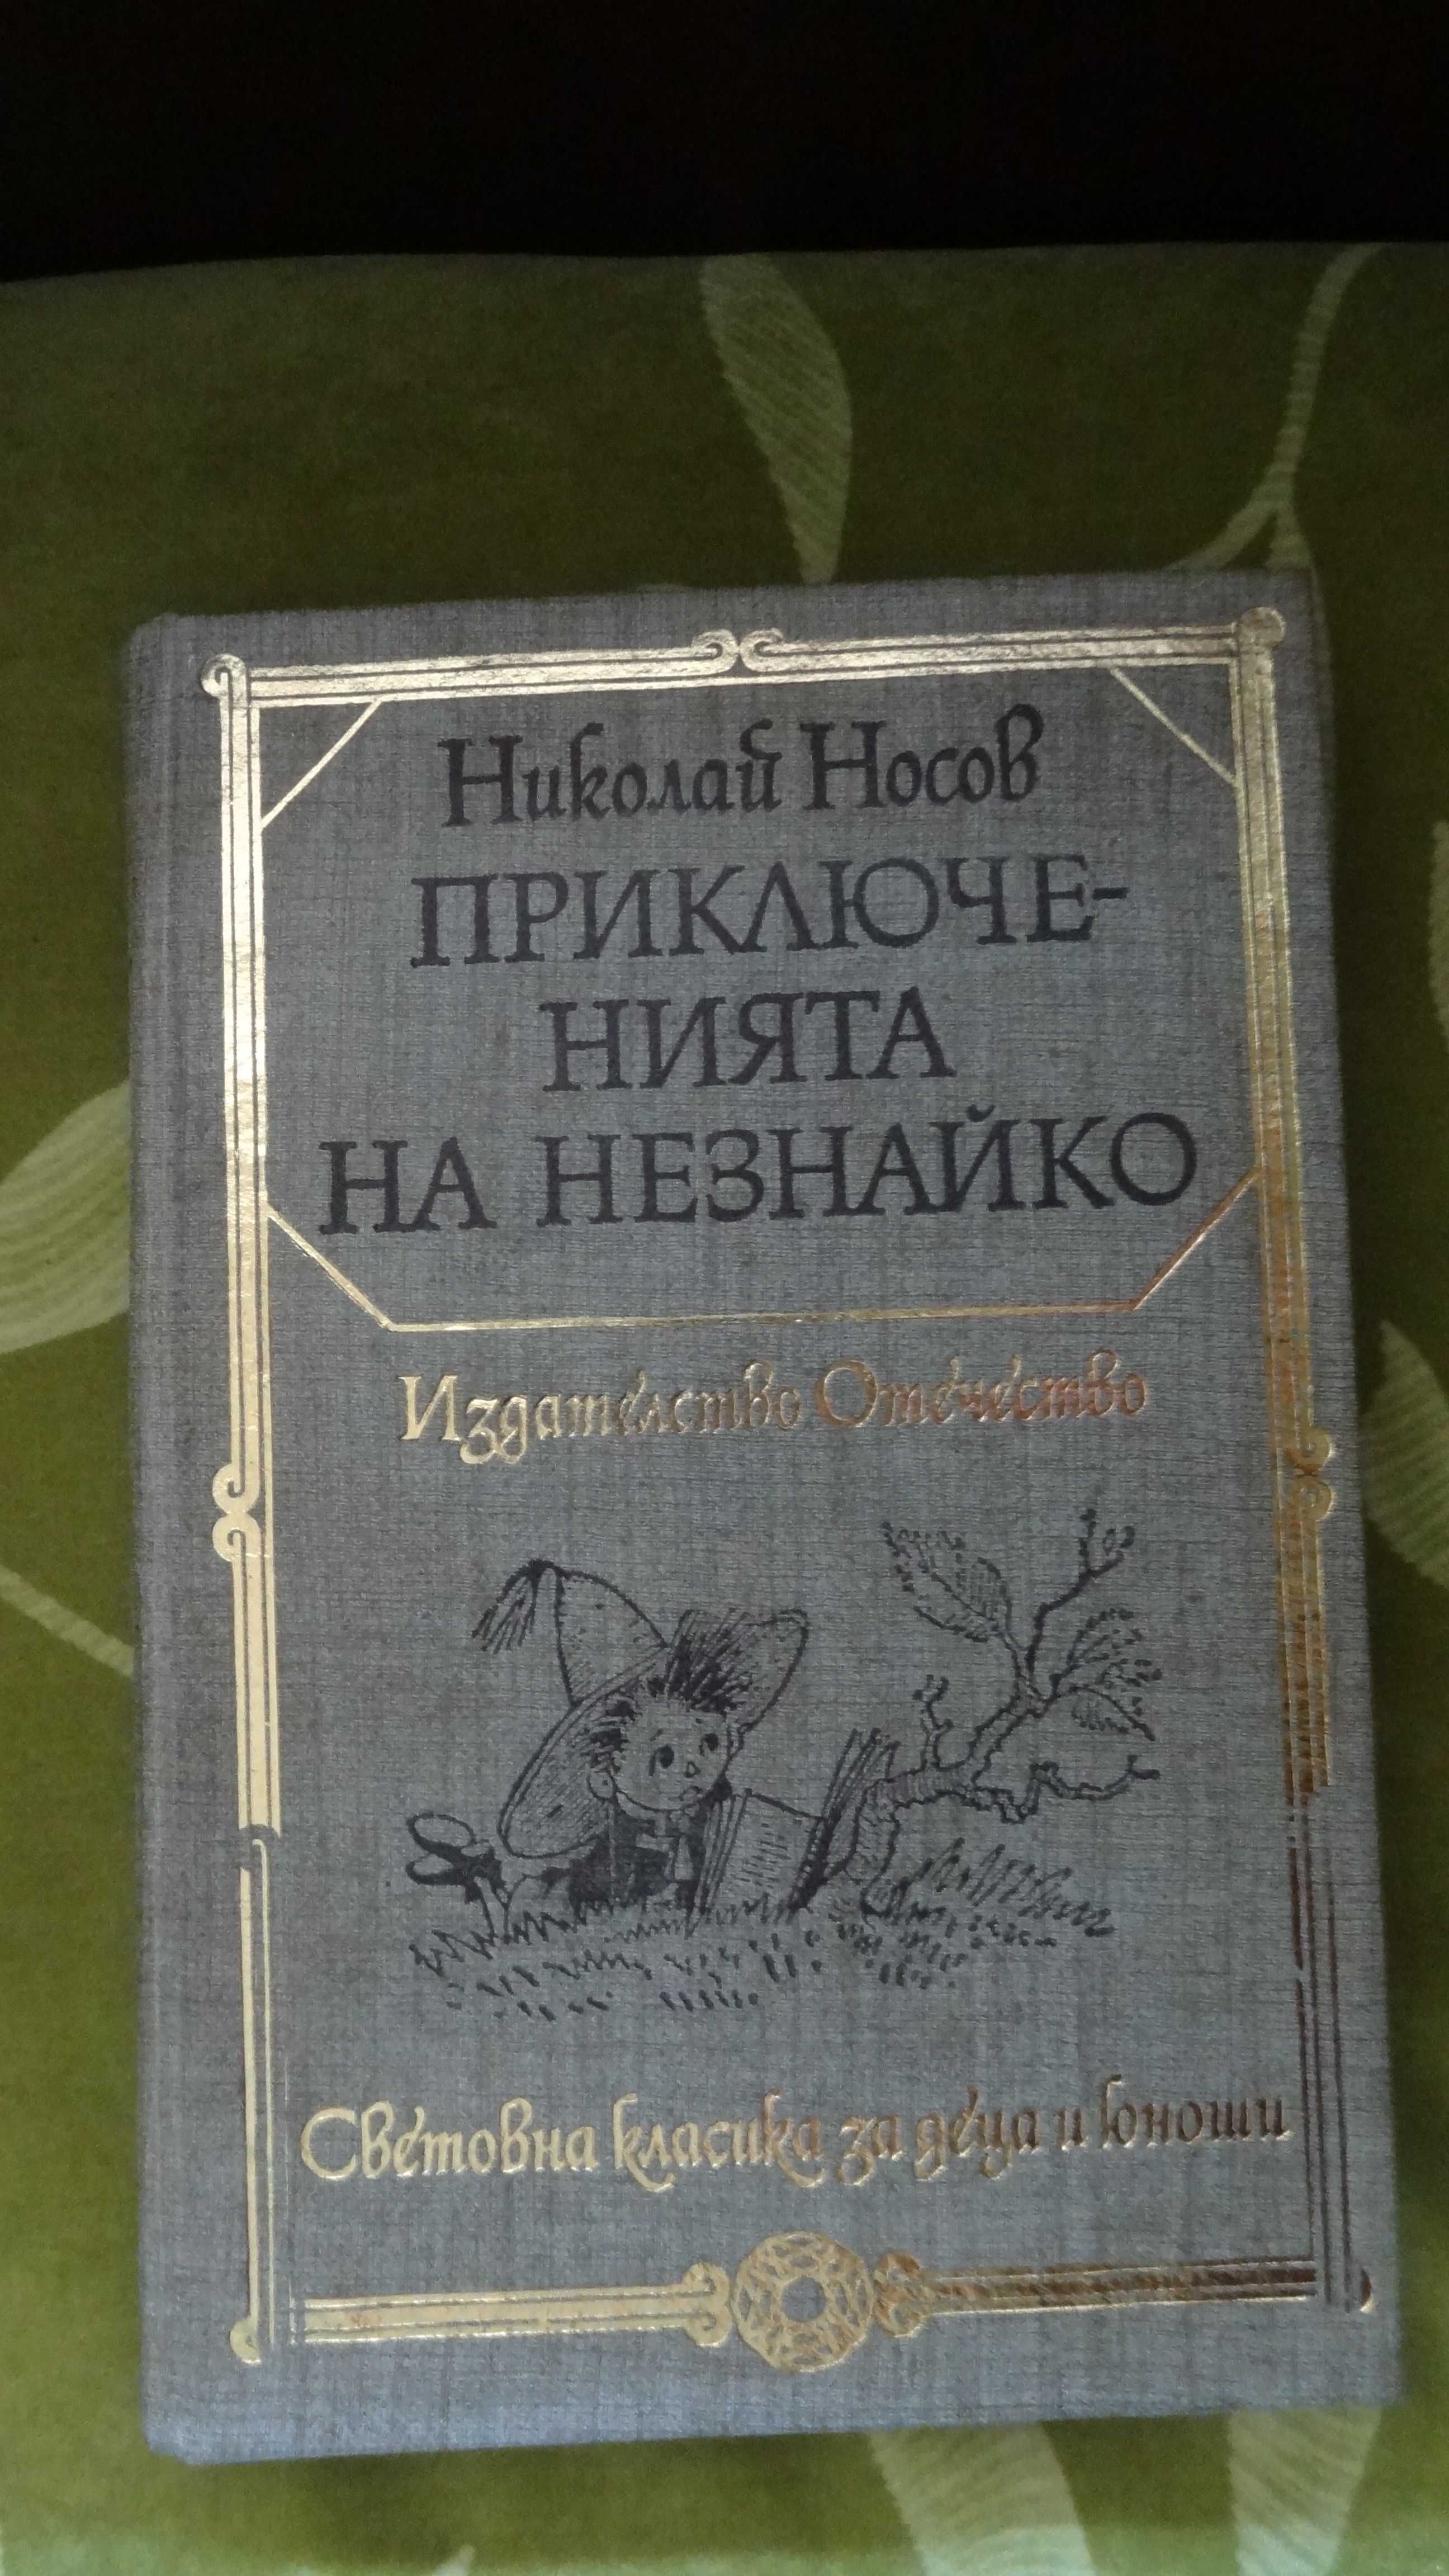 Николай Носов
ПРИКЛЮЧЕ-
НИЯТА
НА НЕЗНАЙКО
Издателство Отечество
Световна класика за деца и юноши